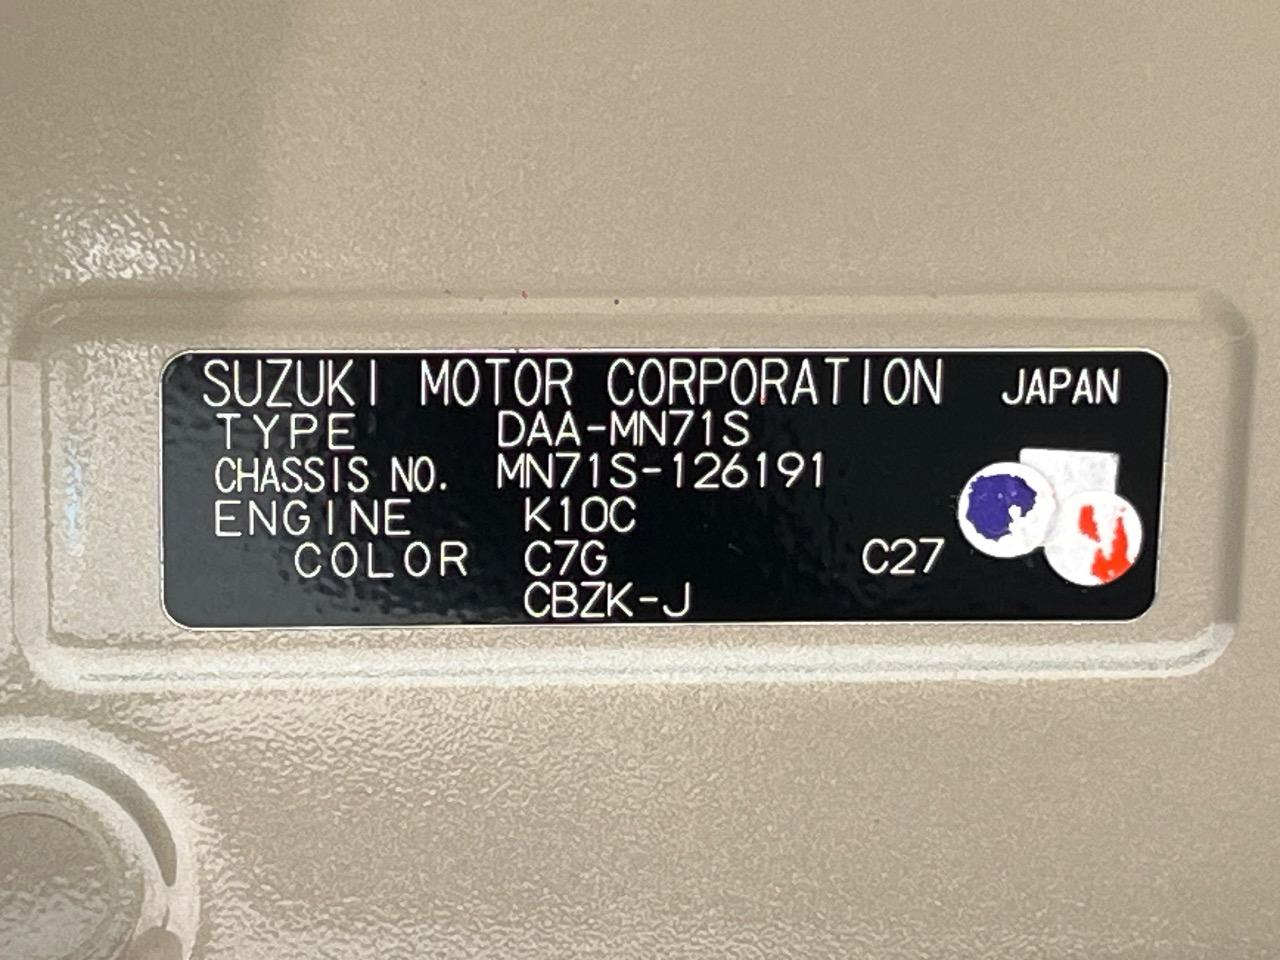 SUZUKI MOTOR CORPORATION JAPAN
TYPE DAA-MN71S
CHASSIS NO. MN71S-126191
ENGINE K10C
COLOR C7G C27
CBZK-J